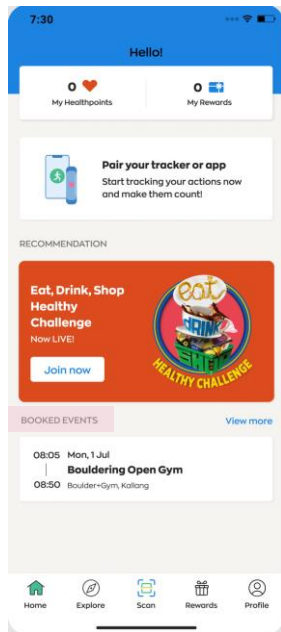 7:30
Hello!
0
My Healthpoints
0
My Rewards
Pair your tracker or app
Start tracking your actions now
and make them count!
RECOMMENDATION
Eat, Drink, Shop
Healthy
Challenge
Now LIVE!
Join now
eat
DRINK
SHOP
HEALTHY CHALLENGE
BOOKED EVENTS
View more
08:05 Mon, 1 Jul
Bouldering Open Gym
08:50 Boulder+Gym, Kallang
Home
Explore
Scan
Rewards
Profile